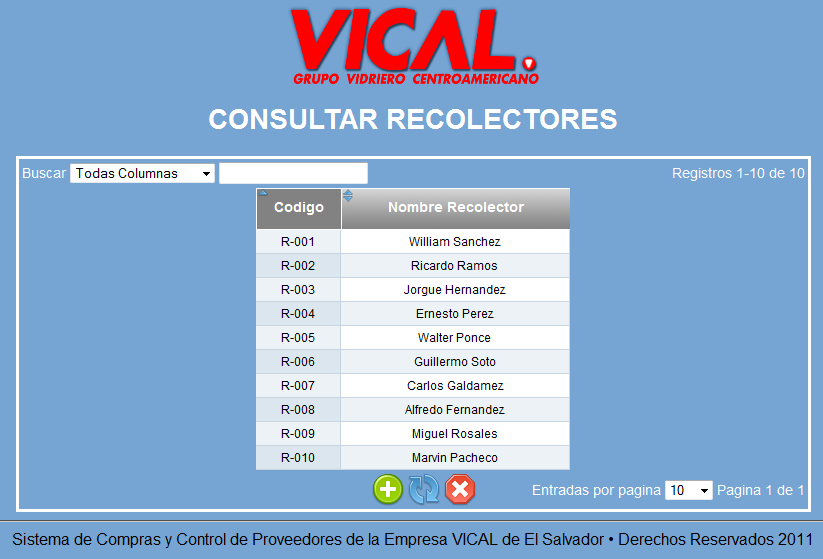 VICAL.
GRUPO VIDRIERO CENTROAMERICANO
CONSULTAR RECOLECTORES
Buscar Todas Columnas Registros 1-10 de 10
Codigo Nombre Recolector
R-001 William Sanchez
R-002 Ricardo Ramos
R-003 Jorgue Hernandez
R-004 Ernesto Perez
R-005 Walter Ponce
R-006 Guillermo Soto
R-007 Carlos Galdamez
R-008 Alfredo Fernandez
R-009 Miguel Rosales
R-010 Marvin Pacheco
Entradas por pagina 10 Pagina 1 de 1
Sistema de Compras y Control de Proveedores de la Empresa VICAL de El Salvador • Derechos Reservados 2011